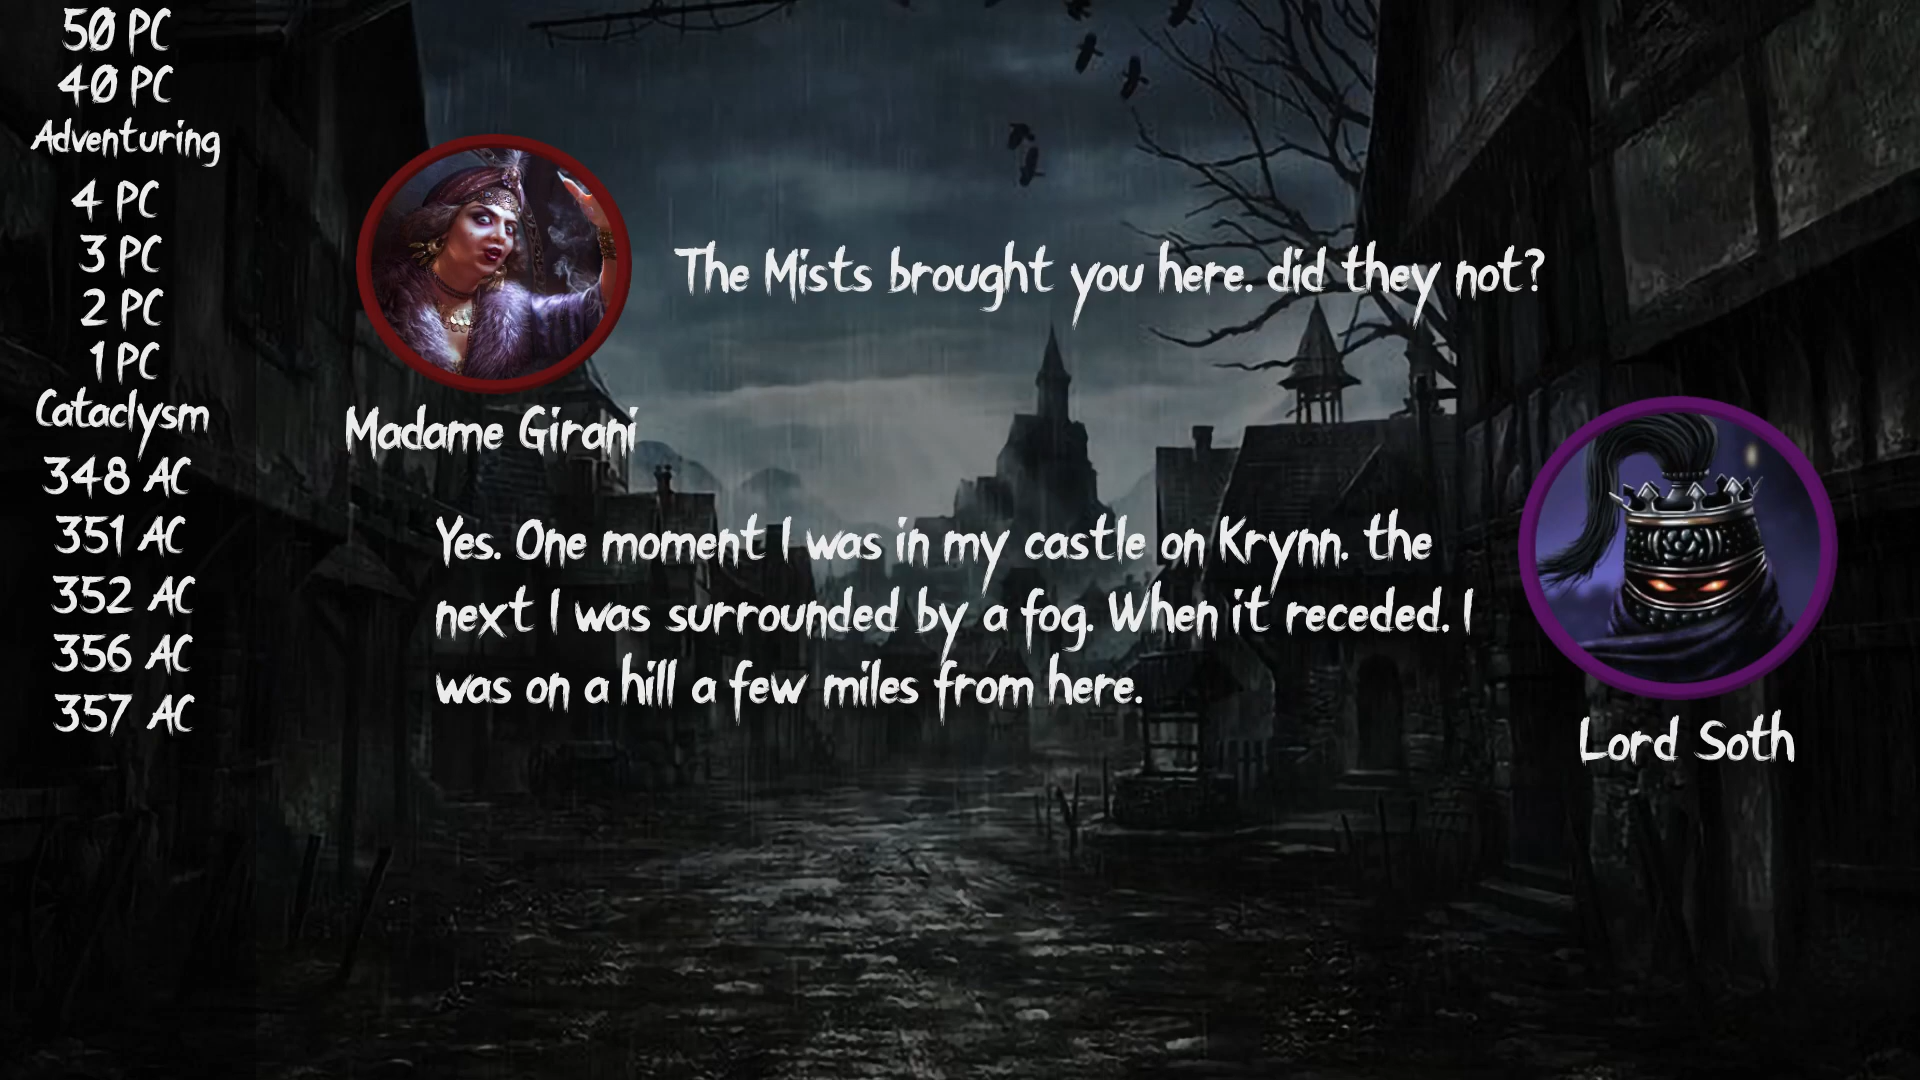 50 PC
40 PC
Adventuring
4 PC
3 PC
2 PC
1 PC
Cataclysm
348 AC
351 AC
352 AC
356 AC
357 AC
The Mists brought you here. did they not?
Madame Girani
Yes. One moment I was in my castle on Krynn. the
next I was surrounded by a fog. When it receded. I
was on a hill a few miles from here.
Lord Soth